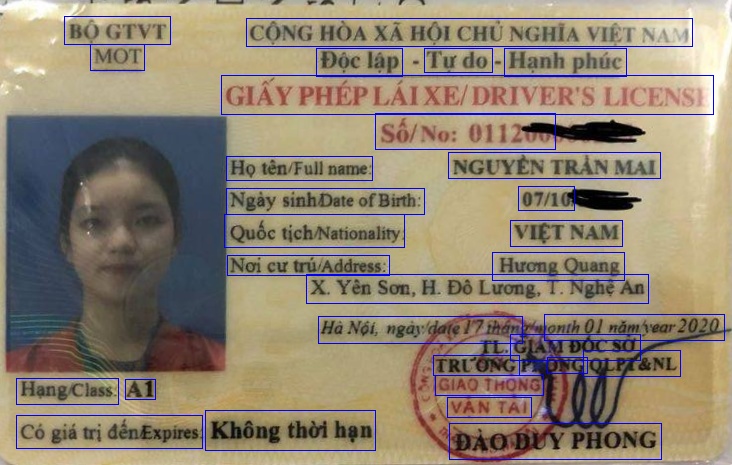 BỘ GTVT
MOT
CỘNG HÒA XÃ HỘI CHỦ NGHĨA VIỆT NAM
Độc lập - Tự do - Hạnh phúc
GIẤY PHÉP LÁI XE/ DRIVER'S LICENSE
Số/No: 01120
Họ tên/Full name: NGUYỄN TRẦN MAI
Ngày sinh/Date of Birth: 07/10
Quốc tịch/Nationality: VIỆT NAM
Nơi cư trú/Address: Hương Quang
X. Yên Sơn, H. Đô Lương, T. Nghệ An
Hà Nội, ngày/date 17 tháng/month 01 năm/year 2020
TL. GIÁM ĐỐC SỞ
TRƯỞNG PHÒNG QLPT&NL
GIAO THÔNG
VẬN TẢI
Hạng/Class: A1
Có giá trị đến/Expires: Không thời hạn
ĐÀO DUY PHONG